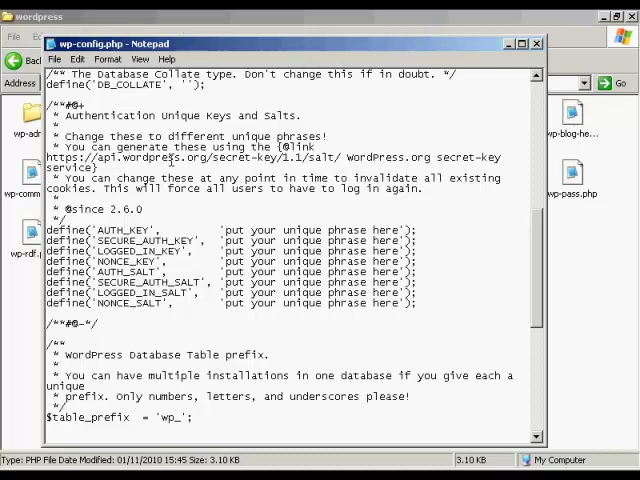 wordpress
wp-config.php - Notepad
Back
File Edit Format View Help
Address
Go
/** The Database Collate type. Don't change this if in doubt. */
define('DB_COLLATE', '');
/**#@+
* Authentication Unique Keys and Salts.
*
* Change these to different unique phrases!
* You can generate these using the {@link
https://api.wordpress.org/secret-key/1.1/salt/ WordPress.org secret-key
service}
* You can change these at any point in time to invalidate all existing
cookies. This will force all users to have to log in again.
*
* @since 2.6.0
*/
define('AUTH_KEY', 'put your unique phrase here');
define('SECURE_AUTH_KEY', 'put your unique phrase here');
define('LOGGED_IN_KEY', 'put your unique phrase here');
define('NONCE_KEY', 'put your unique phrase here');
define('AUTH_SALT', 'put your unique phrase here');
define('SECURE_AUTH_SALT', 'put your unique phrase here');
define('LOGGED_IN_SALT', 'put your unique phrase here');
define('NONCE_SALT', 'put your unique phrase here');
/**#@-*/
/**
* WordPress Database Table prefix.
*
* You can have multiple installations in one database if you give each a
unique
* prefix. Only numbers, letters, and underscores please!
*/
$table_prefix = 'wp_';
wp-adr
wp-comm
wp-rdf.p
wp-blog-he...
wp-pass.php
Type: PHP File Date Modified: 01/11/2010 15:45 Size: 3.10 KB
3.10 KB
My Computer